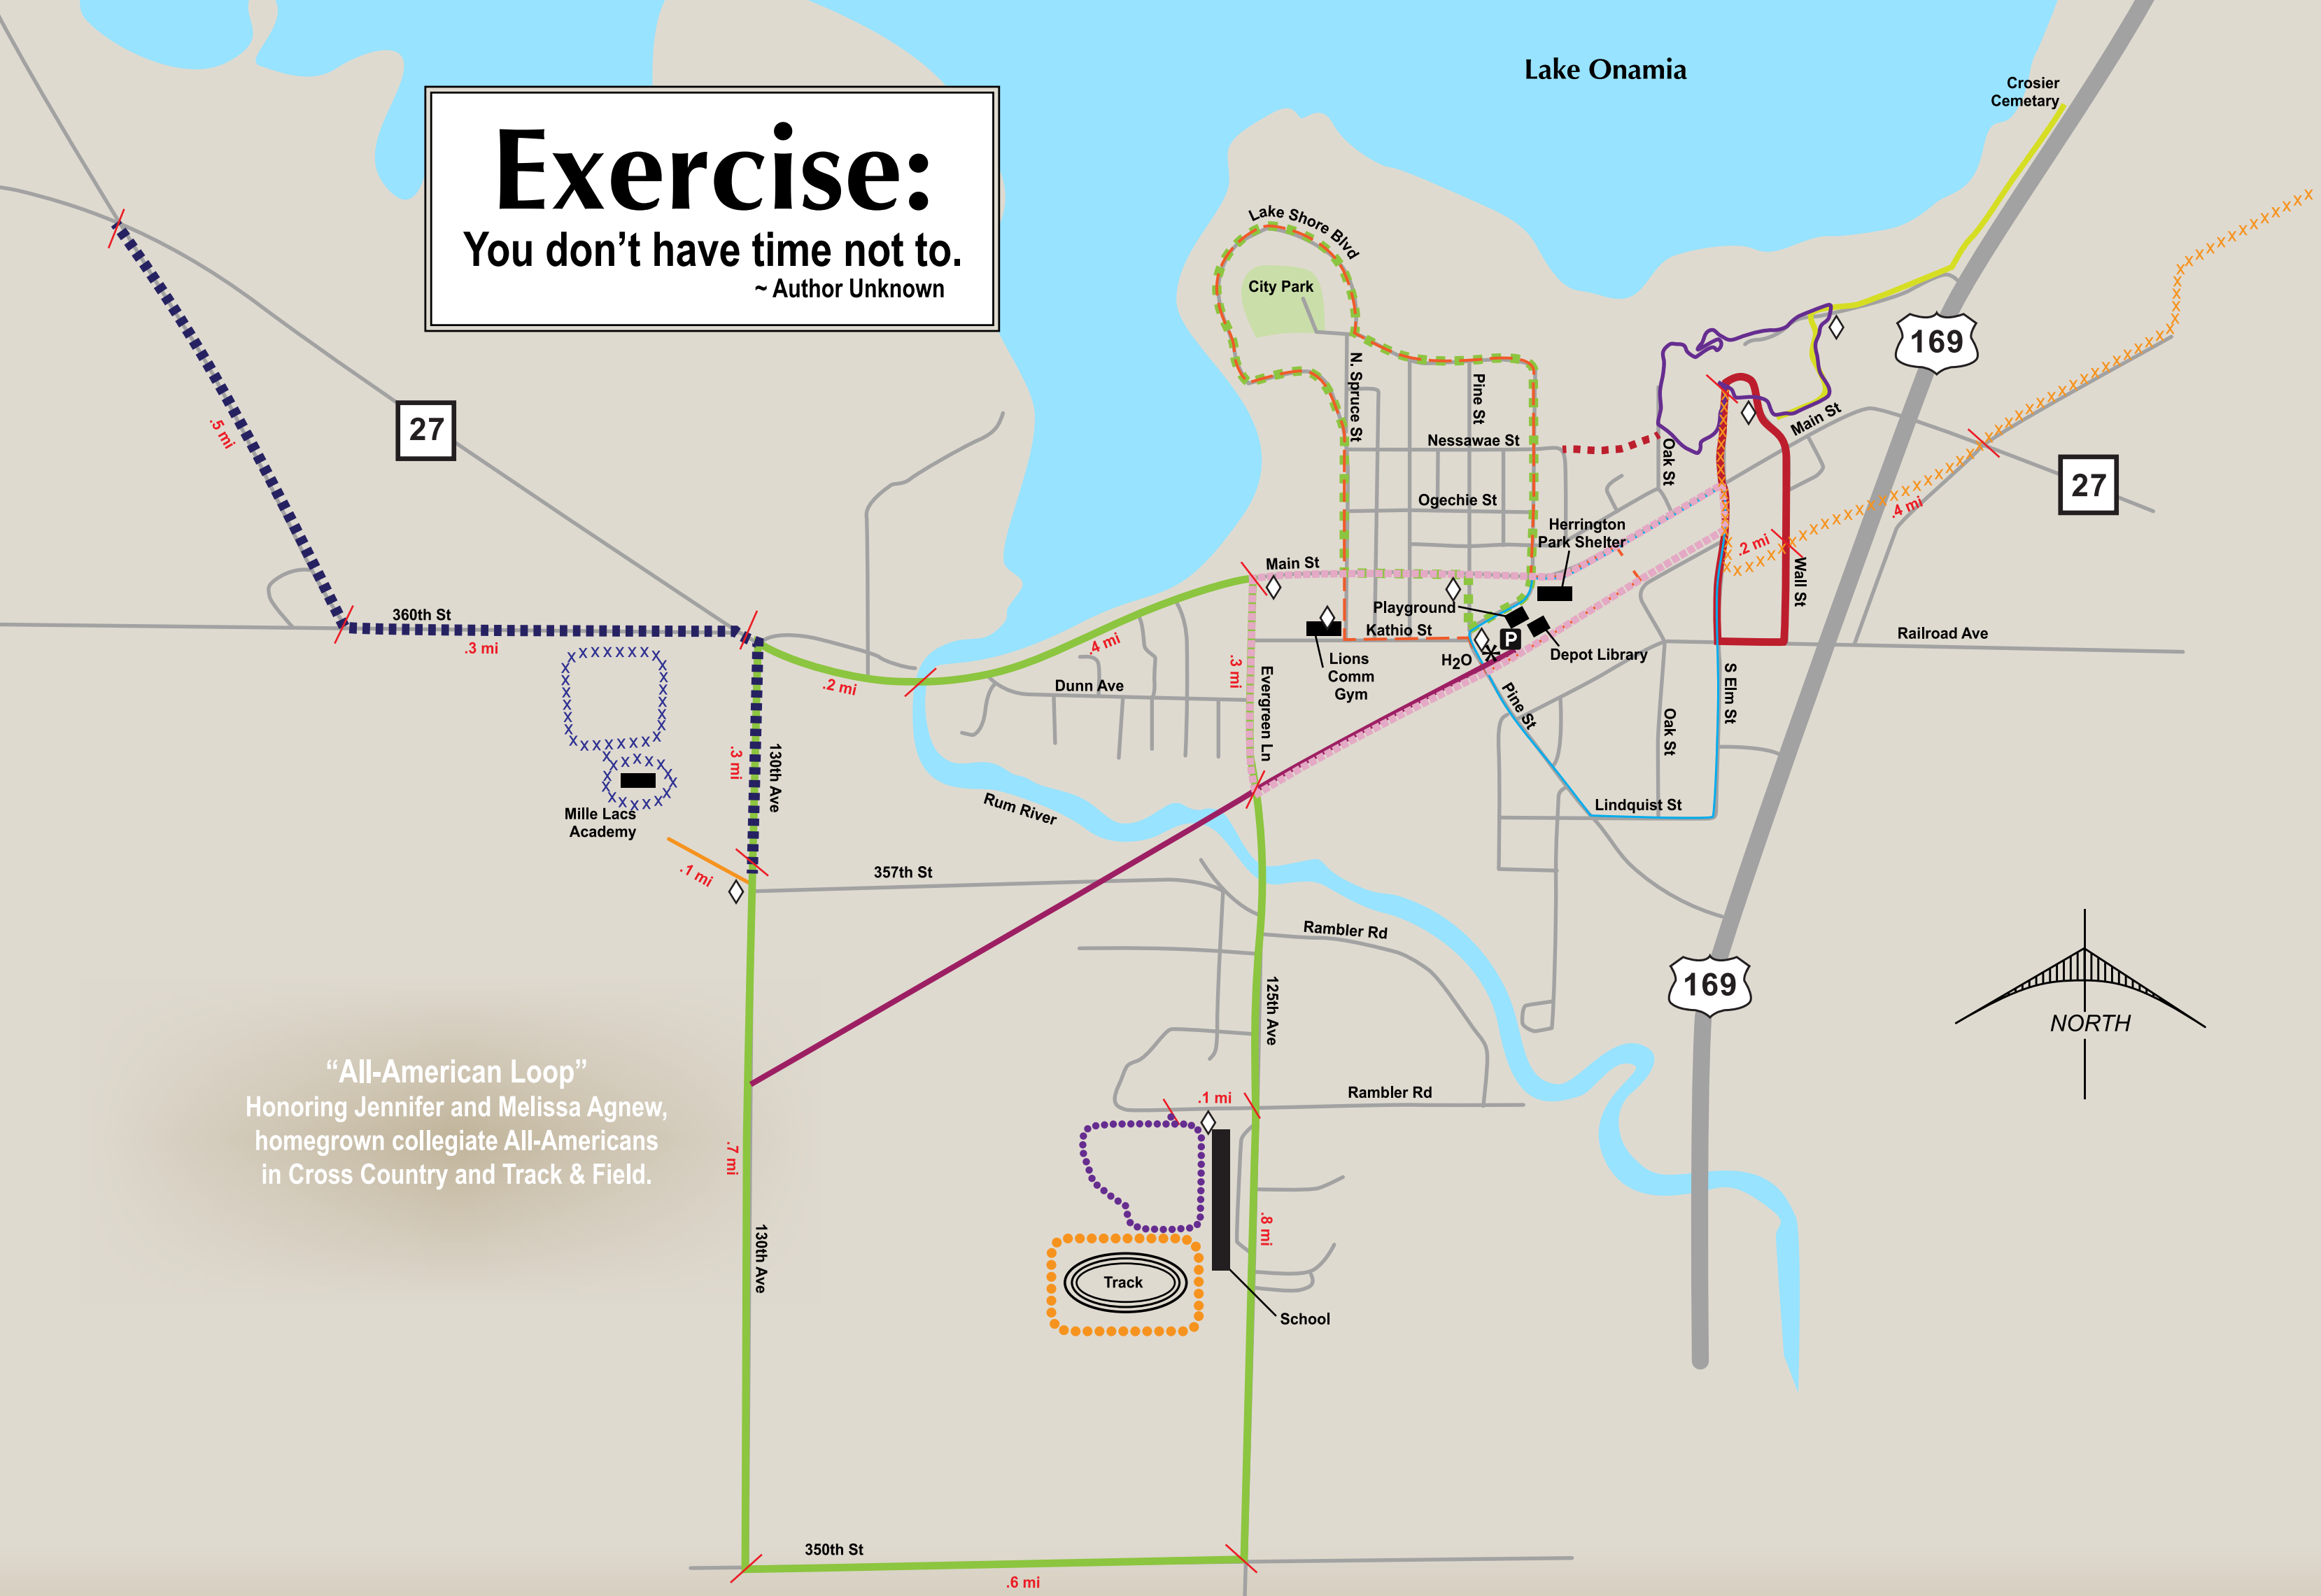 Lake Onamia
Crosier
Cemetary
Exercise:
You don’t have time not to.
~ Author Unknown
Lake Shore Blvd
City Park
169
N. Spruce St
Pine St
27
.5 mi
Nessawae St
Oak St
Main St
27
Ogechie St
.4 mi
Herrington
Park Shelter
.2 mi
Main St
Wall St
360th St
.3 mi
Playground
Kathio St
P
Railroad Ave
.4 mi
.2 mi
Dunn Ave
.3 mi
Evergreen Ln
Lions
Comm
Gym
H2O
Depot Library
Pine St
Oak St
S Elm St
.3 mi
130th Ave
Mille Lacs
Academy
Rum River
Lindquist St
.1 mi
357th St
Rambler Rd
125th Ave
169
NORTH
“All-American Loop”
Honoring Jennifer and Melissa Agnew,
homegrown collegiate All-Americans
in Cross Country and Track & Field.
.7 mi
.1 mi
Rambler Rd
130th Ave
.8 mi
Track
School
350th St
.6 mi